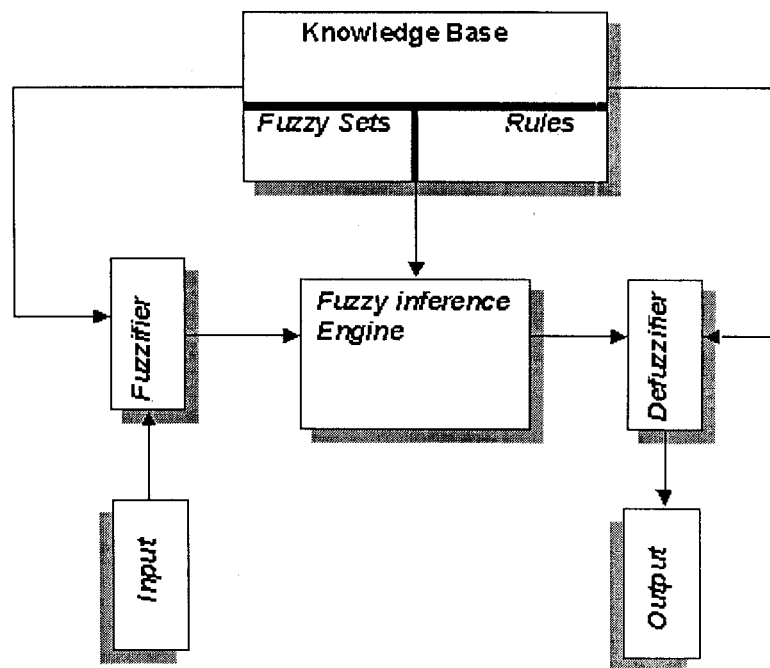 Knowledge Base
Fuzzy Sets
Rules
Fuzzifier
Fuzzy inference
Engine
Defuzzifier
Input
Output